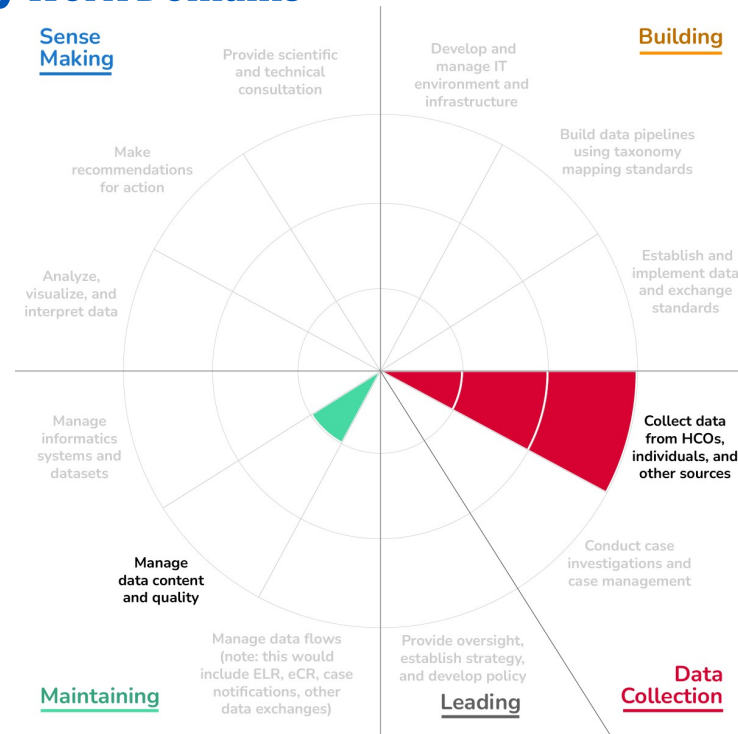 Work Domains
Sense
Making
Provide scientific
and technical
consultation
Develop and
manage IT
environment and
infrastructure
Building
Make
recommendations
for action
Build data pipelines
using taxonomy
mapping standards
Analyze,
visualize, and
interpret data
Establish and
implement data
and exchange
standards
Manage
informatics
systems and
datasets
Collect data
from HCOs,
individuals, and
other sources
Manage
data content
and quality
Conduct case
investigations and
case management
Manage data flows
(note: this would
include ELR, eCR, case
notifications, other
data exchanges)
Provide oversight,
establish strategy,
and develop policy
Maintaining
Leading
Data
Collection